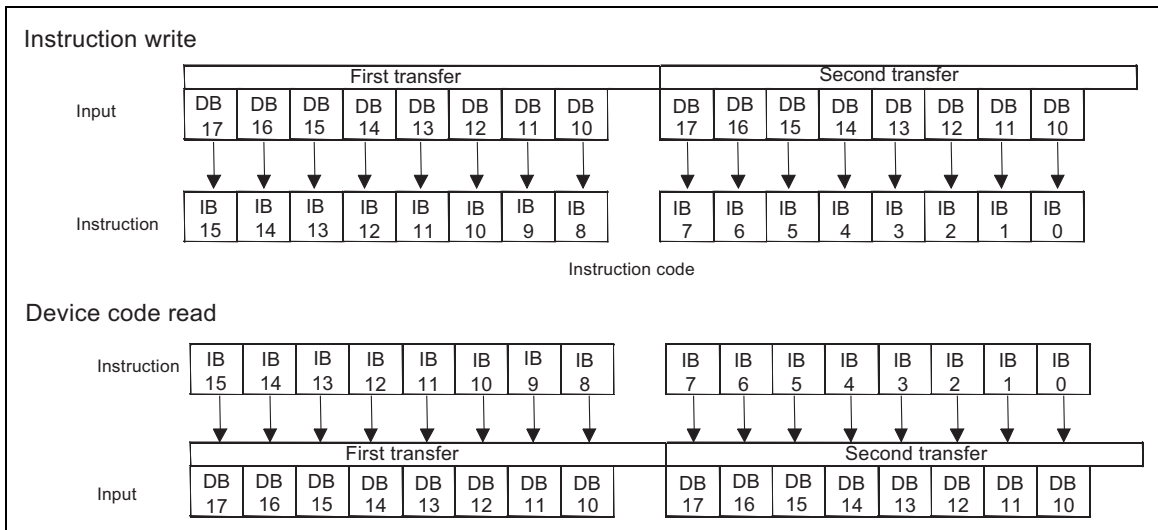 Instruction write
First transfer Second transfer
Input
DB DB DB DB DB DB DB DB DB DB DB DB DB DB DB DB
17 16 15 14 13 12 11 10 17 16 15 14 13 12 11 10
Instruction
IB IB IB IB IB IB IB IB IB IB IB IB IB IB IB IB
15 14 13 12 11 10 9 8 7 6 5 4 3 2 1 0
Instruction code
Device code read
Instruction
IB IB IB IB IB IB IB IB IB IB IB IB IB IB IB IB
15 14 13 12 11 10 9 8 7 6 5 4 3 2 1 0
First transfer Second transfer
Input
DB DB DB DB DB DB DB DB DB DB DB DB DB DB DB DB
17 16 15 14 13 12 11 10 17 16 15 14 13 12 11 10